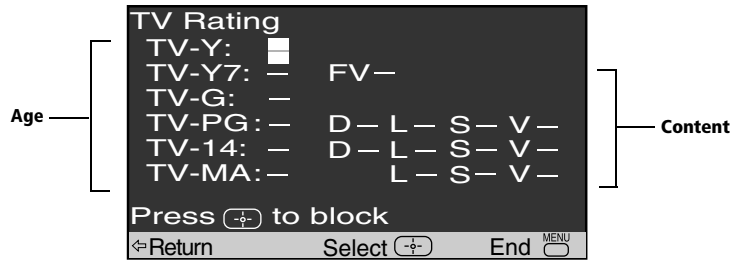 TV Rating
TV-Y: –
TV-Y7: – FV–
TV-G: –
TV-PG: – D– L– S– V–
TV-14: – D– L– S– V–
TV-MA: – L– S– V–
Age
Content
Press to block
Return Select End MENU